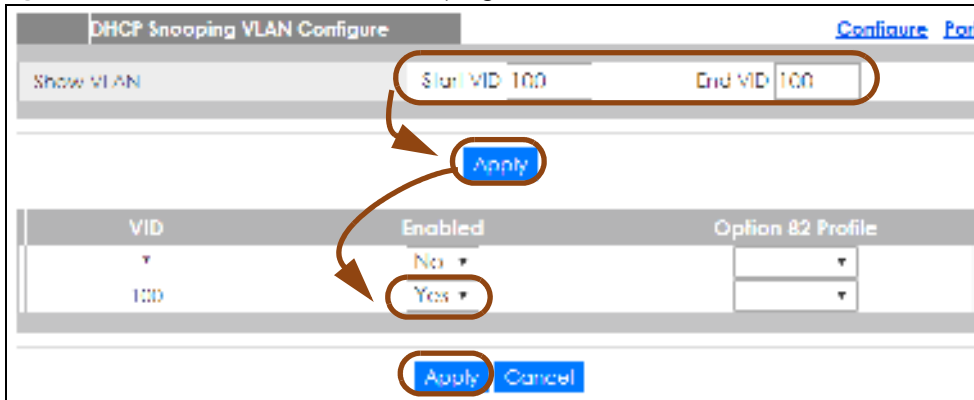 DHCP Snooping VLAN Configure Configure Por
Show VLAN Start VID 100 End VID 100
Apply
VID Enabled Option 82 Profile
* No
100 Yes
Apply Cancel